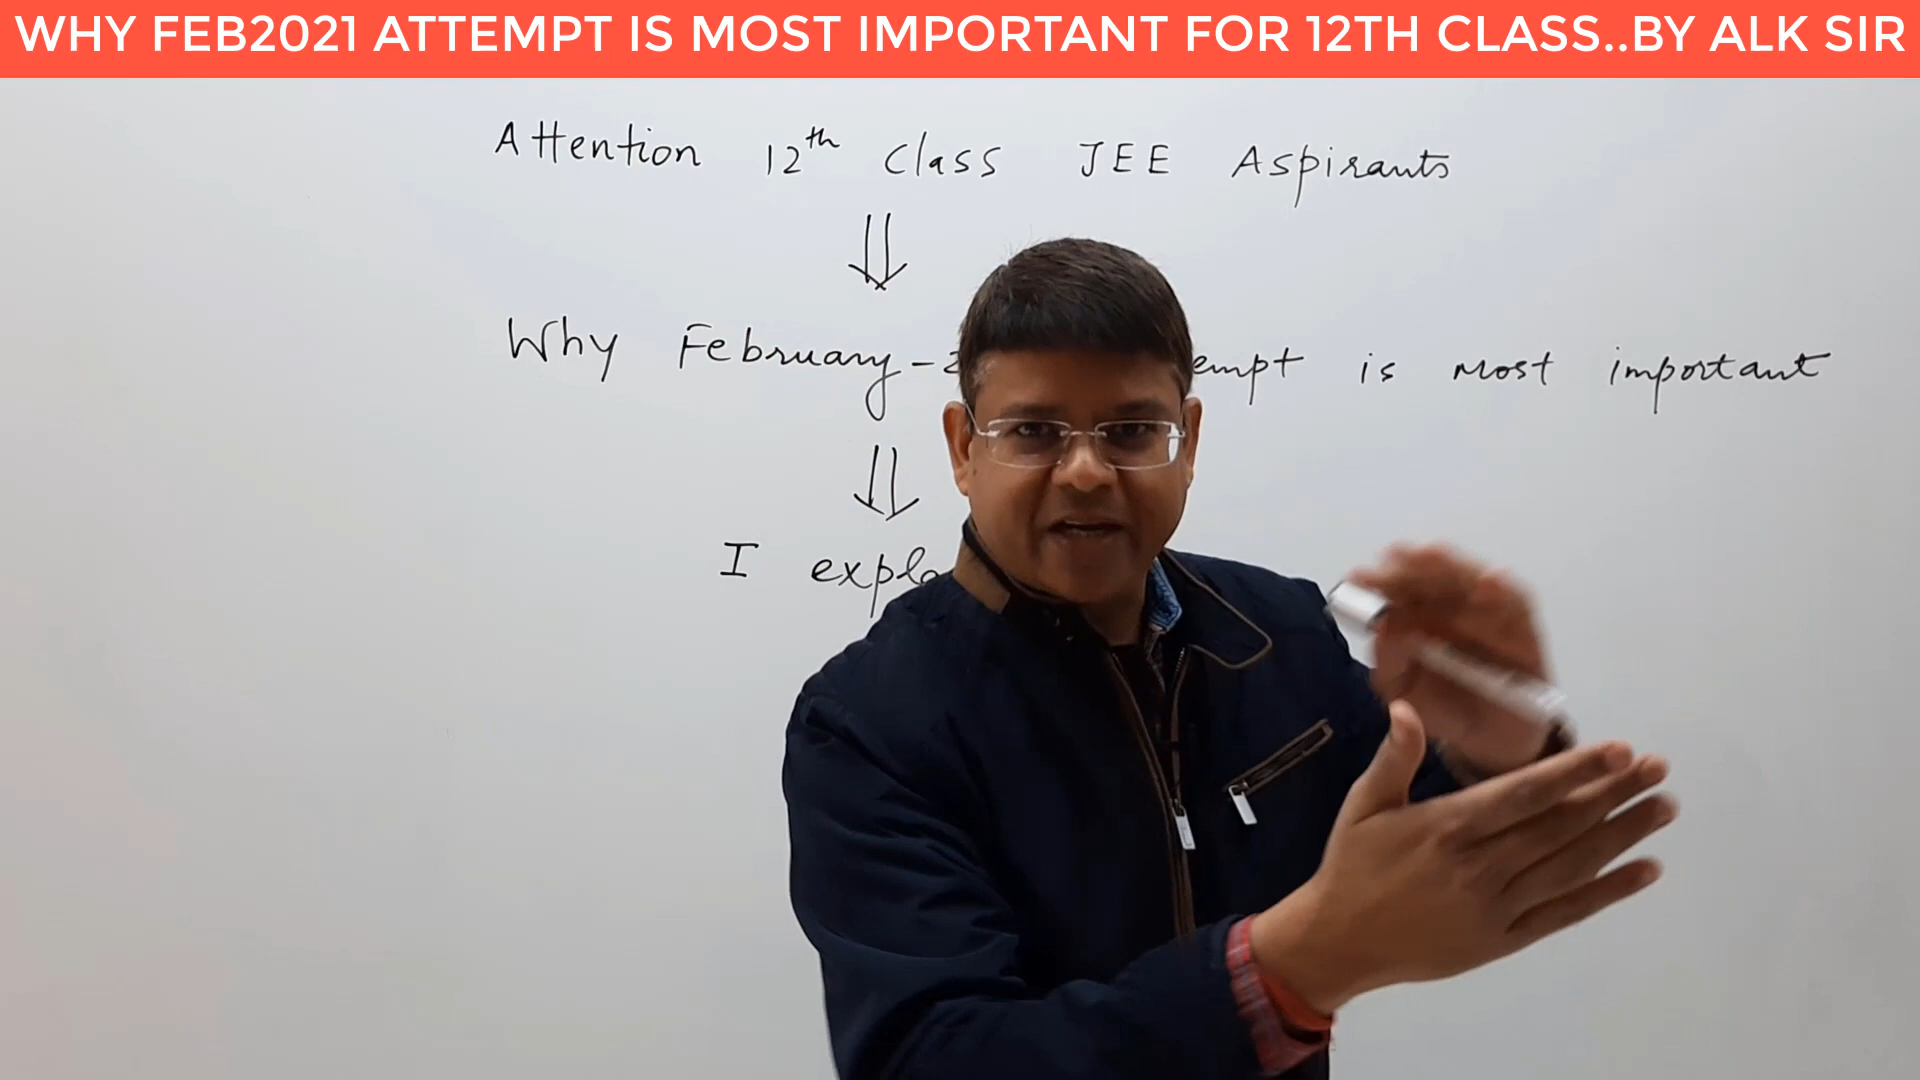 WHY FEB2021 ATTEMPT IS MOST IMPORTANT FOR 12TH CLASS..BY ALK SIR
Attention 12th Class JEE Aspirants
Why February - is most important
I